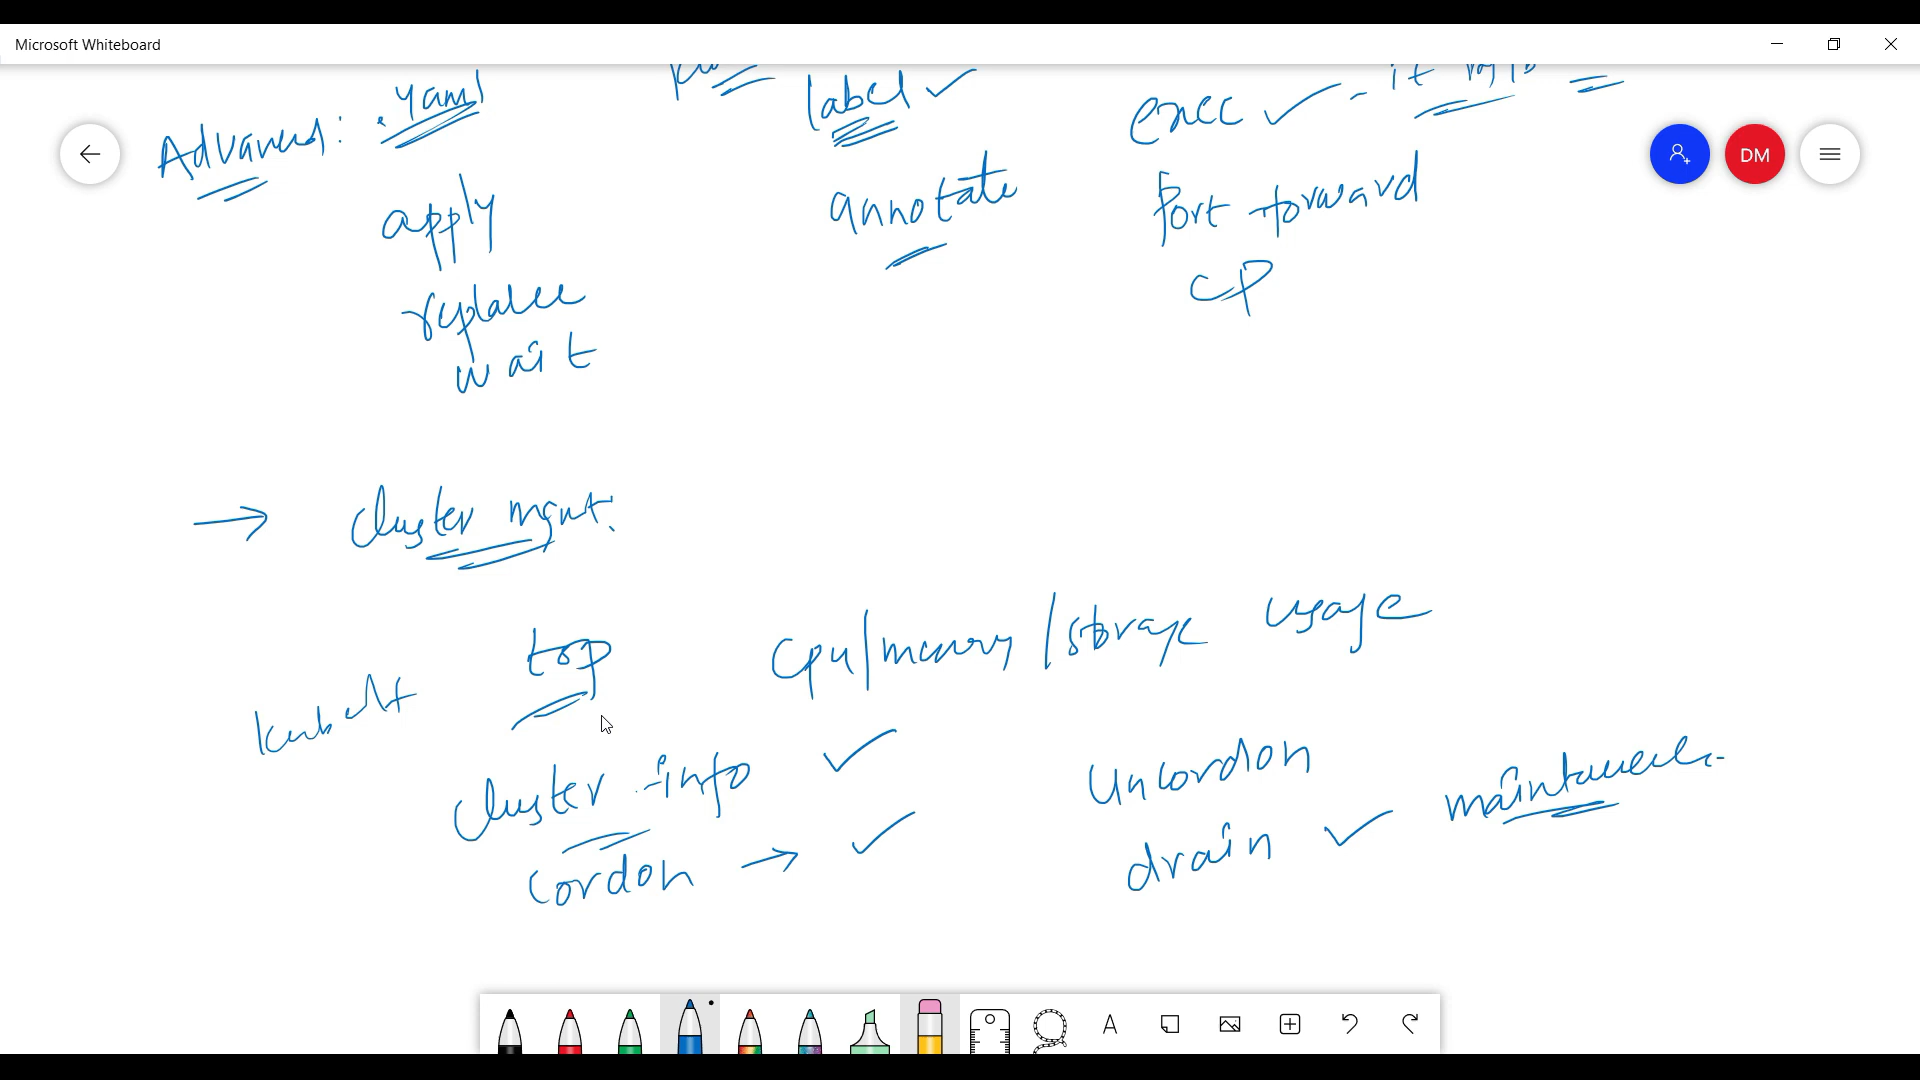 Microsoft Whiteboard
Advanced: .yaml
label
exec - it
apply
annotate
Port-forward
replace
cp
wait
→ cluster mgmt.
top cpu/memory/storage usage
kubectl
cluster-info
uncordon
cordon →
drain
DM
A